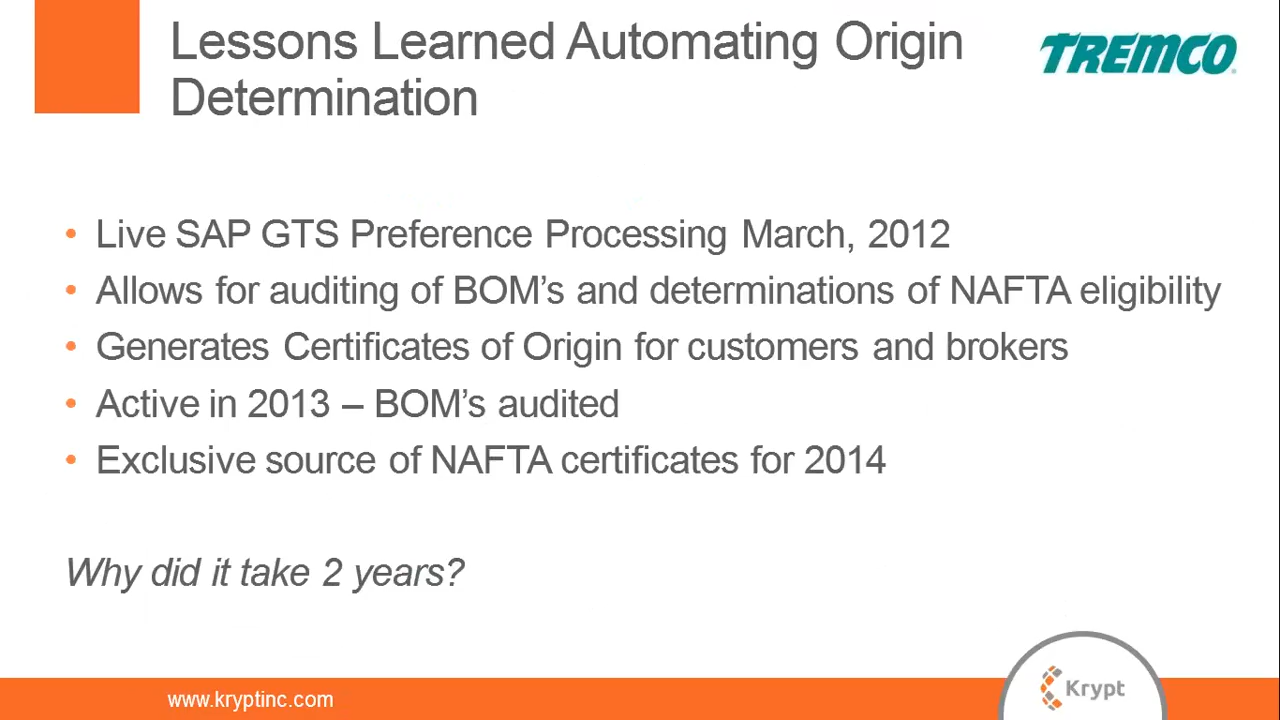 Lessons Learned Automating Origin
Determination
TREMCO
• Live SAP GTS Preference Processing March, 2012
• Allows for auditing of BOM’s and determinations of NAFTA eligibility
• Generates Certificates of Origin for customers and brokers
• Active in 2013 – BOM’s audited
• Exclusive source of NAFTA certificates for 2014
Why did it take 2 years?
www.kryptinc.com
Krypt